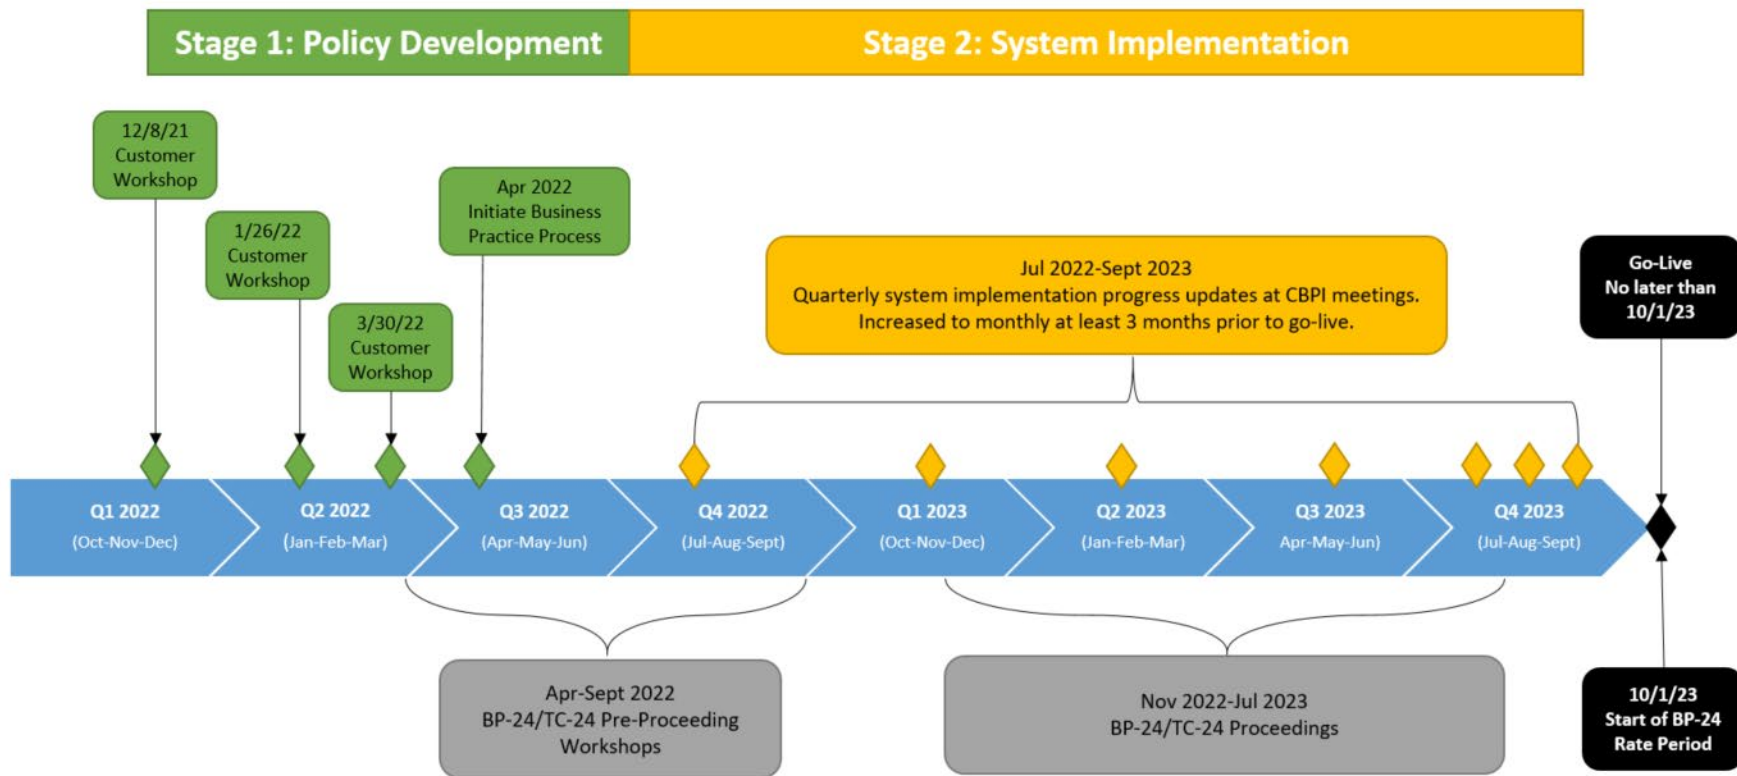 Stage 1: Policy Development
Stage 2: System Implementation
12/8/21
Customer
Workshop
1/26/22
Customer
Workshop
3/30/22
Customer
Workshop
Apr 2022
Initiate Business
Practice Process
Jul 2022-Sept 2023
Quarterly system implementation progress updates at CBPI meetings.
Increased to monthly at least 3 months prior to go-live.
Go-Live
No later than
10/1/23
Q1 2022
(Oct-Nov-Dec)
Q2 2022
(Jan-Feb-Mar)
Q3 2022
(Apr-May-Jun)
Q4 2022
(Jul-Aug-Sept)
Q1 2023
(Oct-Nov-Dec)
Q2 2023
(Jan-Feb-Mar)
Q3 2023
Apr-May-Jun)
Q4 2023
(Jul-Aug-Sept)
Apr-Sept 2022
BP-24/TC-24 Pre-Proceeding
Workshops
Nov 2022-Jul 2023
BP-24/TC-24 Proceedings
10/1/23
Start of BP-24
Rate Period